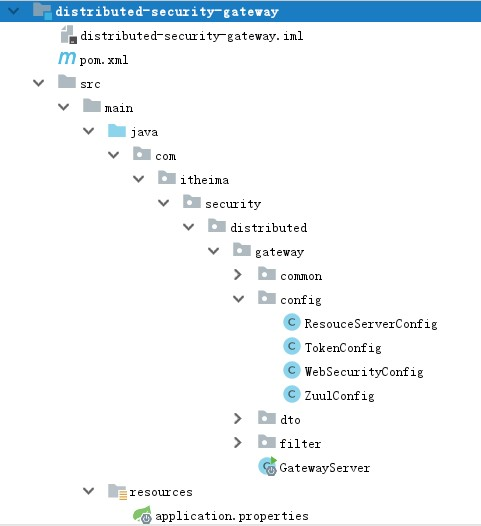 distributed-security-gateway
distributed-security-gateway.iml
pom.xml
src
main
java
com
itheima
security
distributed
gateway
common
config
ResouceServerConfig
TokenConfig
WebSecurityConfig
ZuulConfig
dto
filter
GatewayServer
resources
application.properties